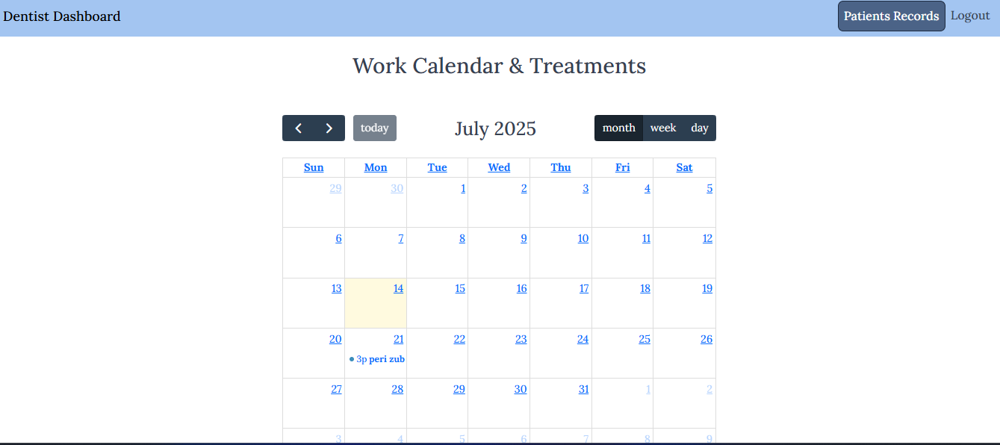 Dentist Dashboard Patients Records Logout
Work Calendar & Treatments
today July 2025 month week day
Sun Mon Tue Wed Thu Fri Sat
29 30 1 2 3 4 5
6 7 8 9 10 11 12
13 14 15 16 17 18 19
20 21 22 23 24 25 26
3p peri zub
27 28 29 30 31 1 2
3 4 5 6 7 8 9